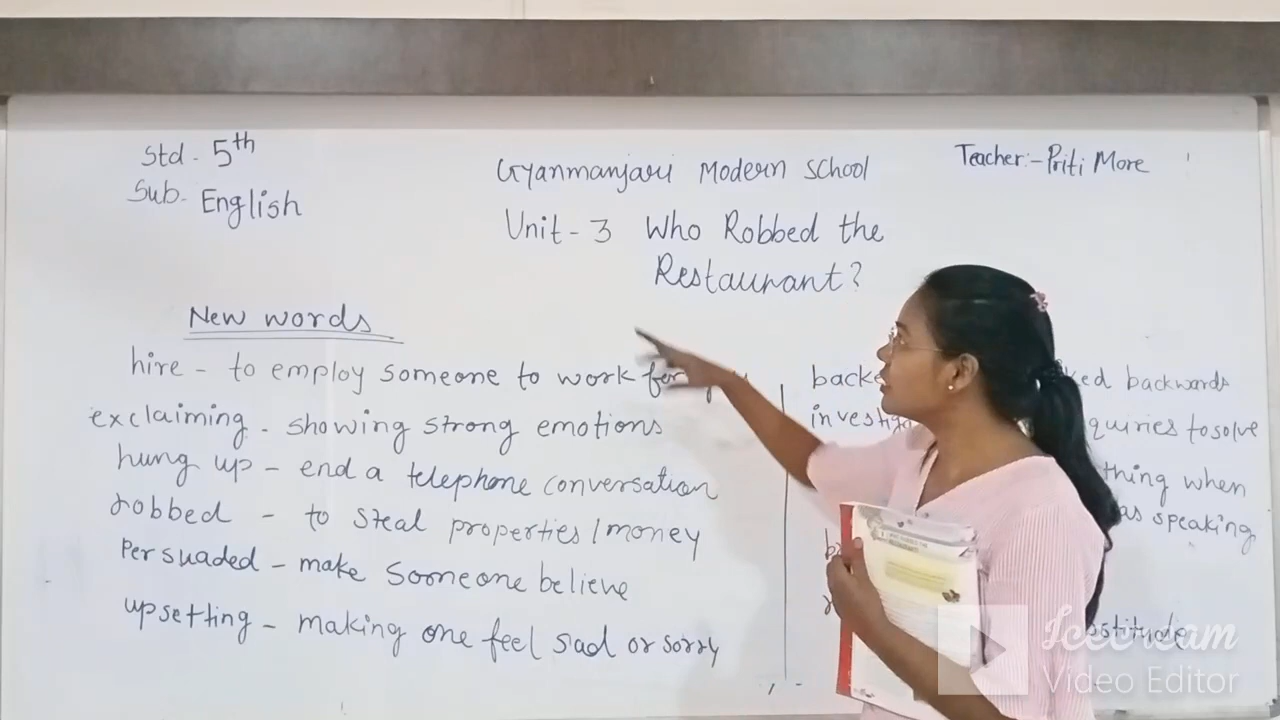 Std - 5th
Sub - English
Gyanmanjari Modern School
Teacher:- Priti More
Unit - 3 Who Robbed the
Restaurant?
New words
hire - to employ someone to work for
exclaiming - showing strong emotions
hung up - end a telephone conversation
robbed - to steal properties/money
Persuaded - make someone believe
upsetting - making one feel sad or sorry
backwards
to solve
thing when
as speaking
Icecream
Video Editor